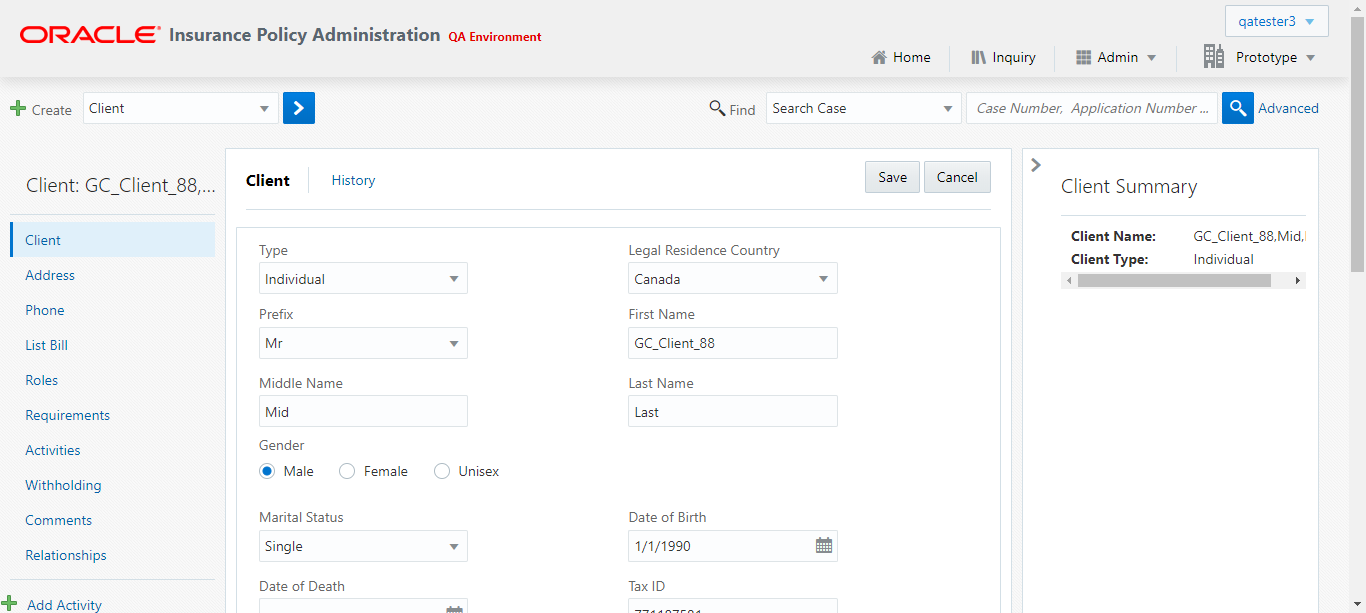 ORACLE Insurance Policy Administration QA Environment
qatester3
Home Inquiry Admin Prototype
Create Client Find Search Case Case Number, Application Number ... Advanced
Client: GC_Client_88,...
Client
Address
Phone
List Bill
Roles
Requirements
Activities
Withholding
Comments
Relationships
Add Activity
Client History Save Cancel
Type Legal Residence Country
Individual Canada
Prefix First Name
Mr GC_Client_88
Middle Name Last Name
Mid Last
Gender
Male Female Unisex
Marital Status Date of Birth
Single 1/1/1990
Date of Death Tax ID
Client Summary
Client Name: GC_Client_88,Mid,
Client Type: Individual